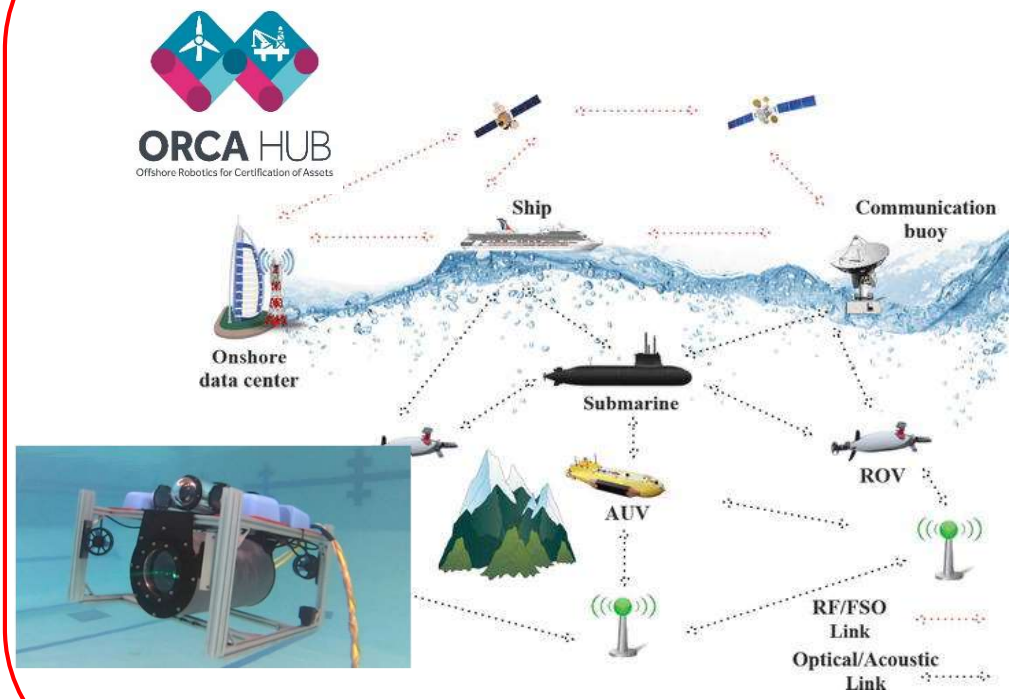 ORCA HUB
Offshore Robotics for Certification of Assets
Ship
Communication
buoy
Onshore
data center
Submarine
ROV
AUV
RF/FSO
Link
Optical/Acoustic
Link